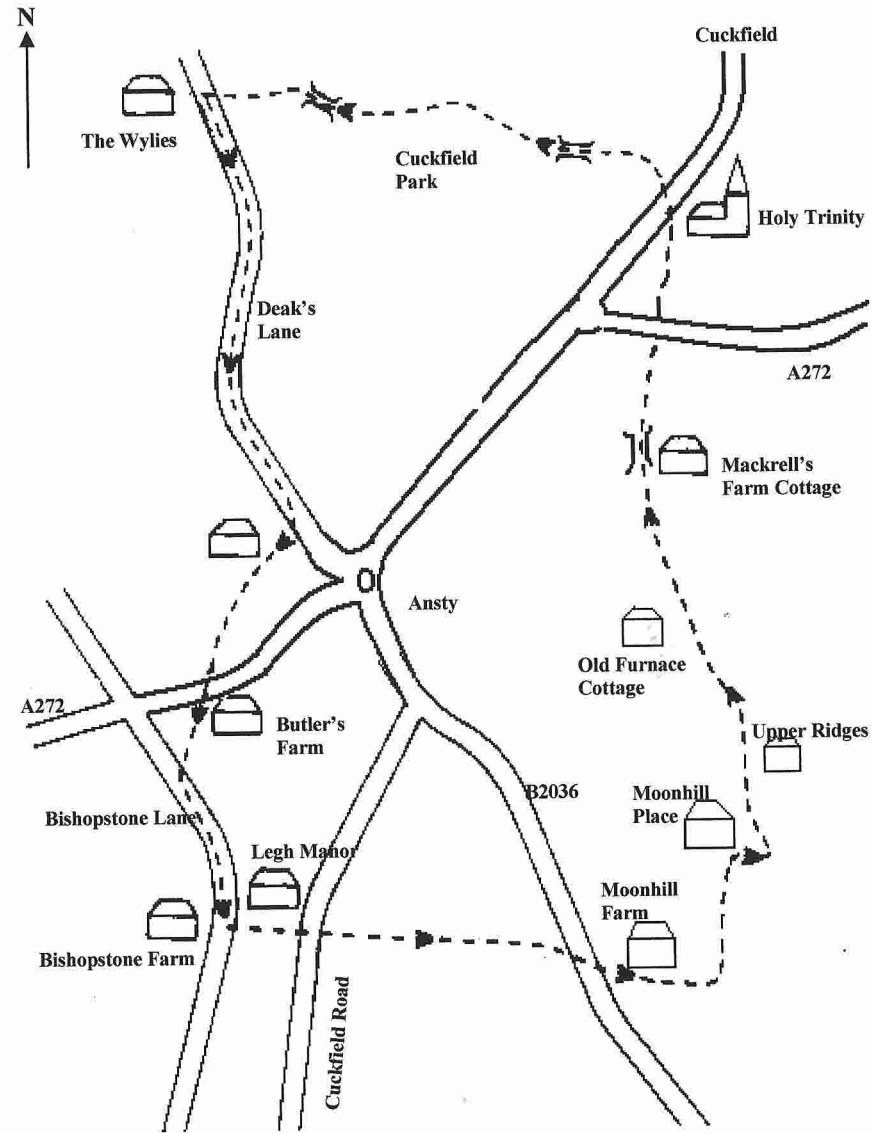 N
Cuckfield
The Wylies
Cuckfield
Park
Holy Trinity
Deak's
Lane
A272
Mackrell's
Farm Cottage
Ansty
Old Furnace
Cottage
A272
Butler's
Farm
Upper Ridges
B2036
Moonhill
Place
Bishopstone Lane
Legh Manor
Moonhill
Farm
Bishopstone Farm
Cuckfield Road